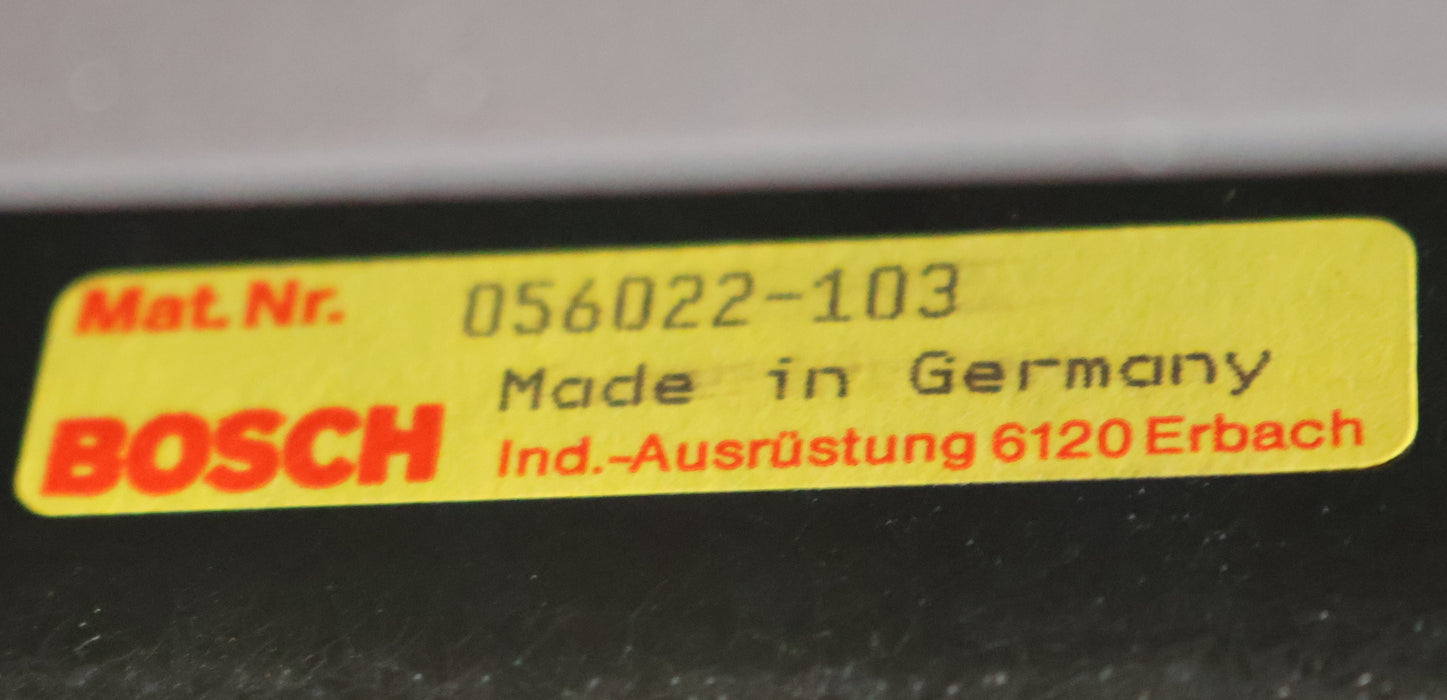 Mat. Nr. 056022-103
Made in Germany
BOSCH Ind.-Ausrüstung 6120 Erbach